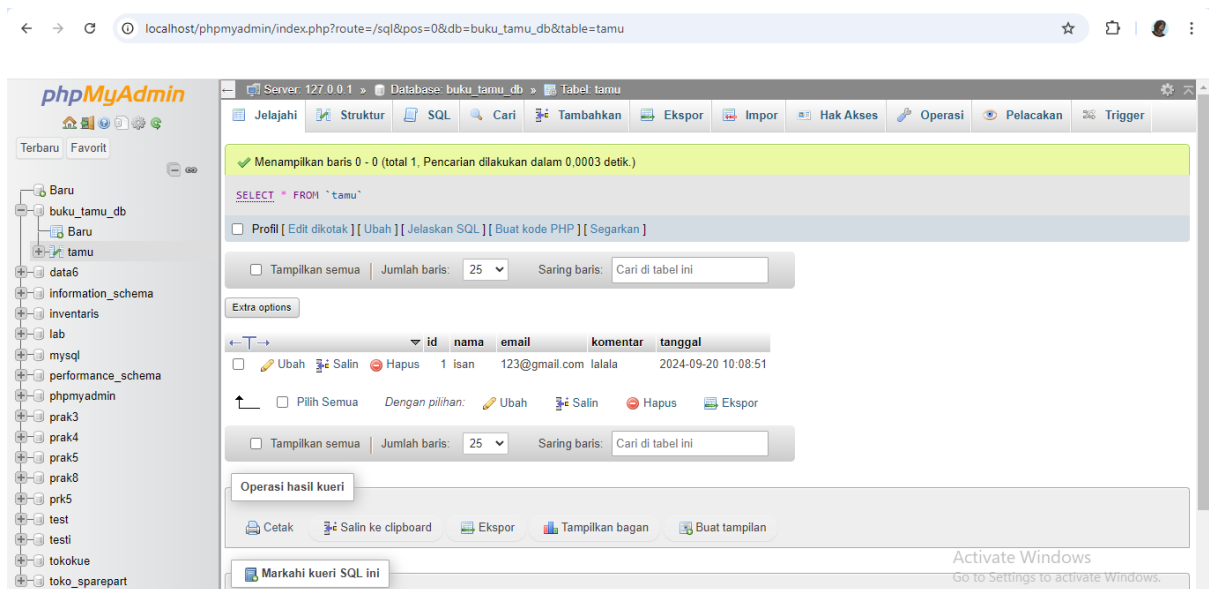 localhost/phpmyadmin/index.php?route=/sql&pos=0&db=buku_tamu_db&table=tamu
phpMyAdmin
Terbaru Favorit
Baru
buku_tamu_db
Baru
tamu
data6
information_schema
inventaris
lab
mysql
performance_schema
phpmyadmin
prak3
prak4
prak5
prak8
prk5
test
testi
tokokue
toko_sparepart
Server: 127.0.0.1 » Database: buku_tamu_db » Tabel: tamu
Jelajahi Struktur SQL Cari Tambahkan Ekspor Impor Hak Akses Operasi Pelacakan Trigger
Menampilkan baris 0 - 0 (total 1, Pencarian dilakukan dalam 0,0003 detik.)
SELECT * FROM `tamu`
Profil [ Edit dikotak ] [ Ubah ] [ Jelaskan SQL ] [ Buat kode PHP ] [ Segarkan ]
Tampilkan semua | Jumlah baris: 25 Saring baris: Cari di tabel ini
Extra options
id nama email komentar tanggal
Ubah Salin Hapus 1 isan 123@gmail.com lalala 2024-09-20 10:08:51
Pilih Semua Dengan pilihan: Ubah Salin Hapus Ekspor
Tampilkan semua | Jumlah baris: 25 Saring baris: Cari di tabel ini
Operasi hasil kueri
Cetak Salin ke clipboard Ekspor Tampilkan bagan Buat tampilan
Markahi kueri SQL ini
Activate Windows
Go to Settings to activate Windows.